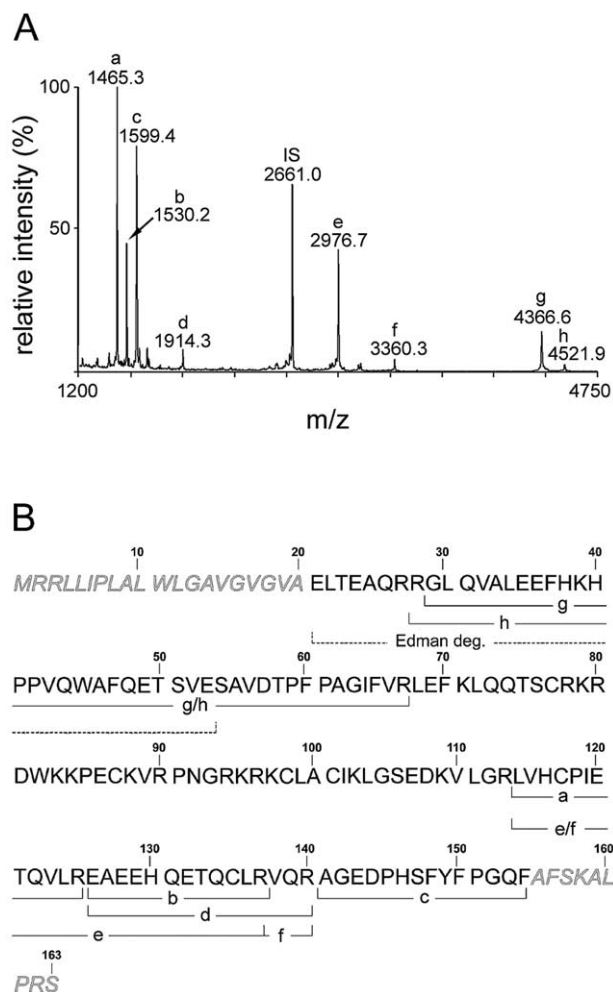 A
a
1465.3
100
c
1599.4
b
1530.2
IS
2661.0
50
e
2976.7
d
1914.3
f
3360.3
g
4366.6
h
4521.9
relative intensity (%)
1200
4750
m/z
B
10 20 30 40
MRRLLIPLAL WLGAVGVGVA ELTEAQRRGL QVALEEFHKH
g
h
Edman deg.
50 60 70 80
PPVQWAFQET SVESAVDTPF PAGIFVRLEF KLQQTSCRKR
g/h
90 100 110 120
DWKKPECKVR PNGRKRKCLA CIKLGSEDKV LGRLVHCPIE
a
e/f
130 140 150 160
TQVLREAEEH QETQCLRVQR AGEDPHSFYF PGQFAFSKAL
b c
d
e f
163
PRS